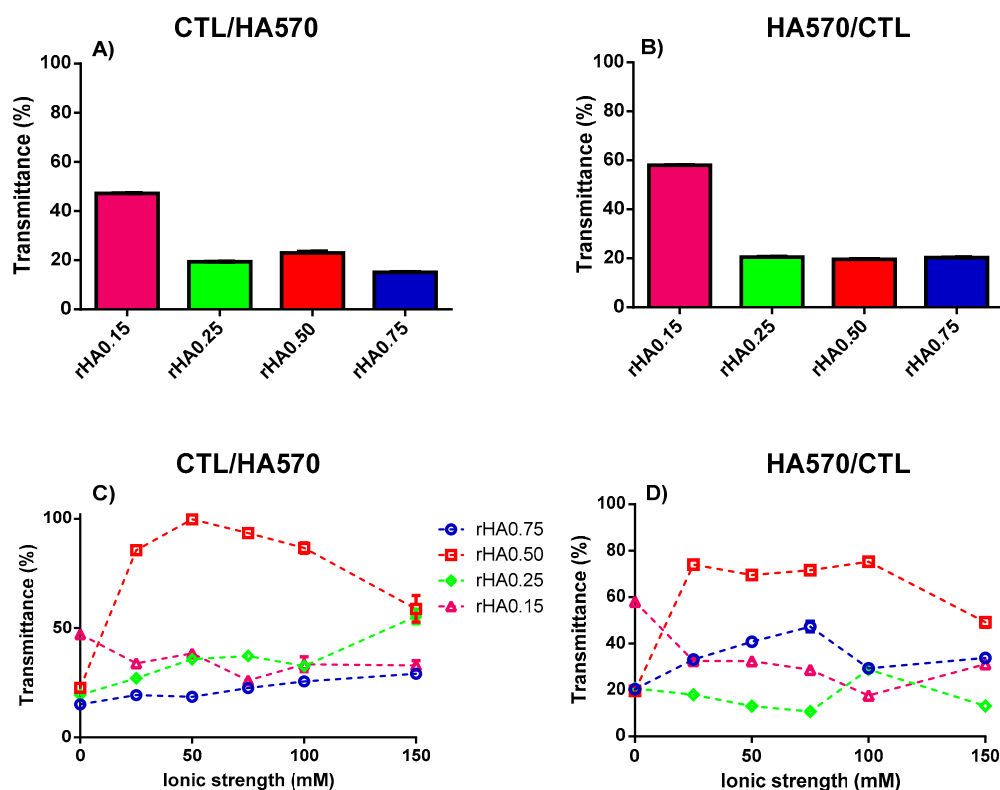 CTL/HA570
A)
Transmittance (%)
100
80
60
40
20
0
rHA0.15
rHA0.25
rHA0.50
rHA0.75
HA570/CTL
B)
Transmittance (%)
100
80
60
40
20
0
rHA0.15
rHA0.25
rHA0.50
rHA0.75
CTL/HA570
C)
Transmittance (%)
100
50
0
0 50 100 150
Ionic strength (mM)
rHA0.75
rHA0.50
rHA0.25
rHA0.15
HA570/CTL
D)
Transmittance (%)
100
80
60
40
20
0
0 50 100 150
Ionic strength (mM)